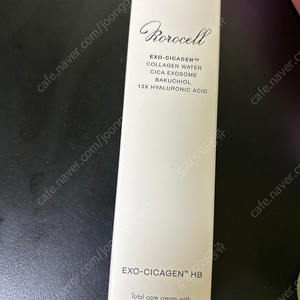 Rorocell
EXO-CICAGEN™
COLLAGEN WATER
CICA EXOSOME
BAKUCHIOL
13X HYALURONIC ACID
EXO-CICAGEN™ HB
Total care cream with
cafe.naver.com/joong